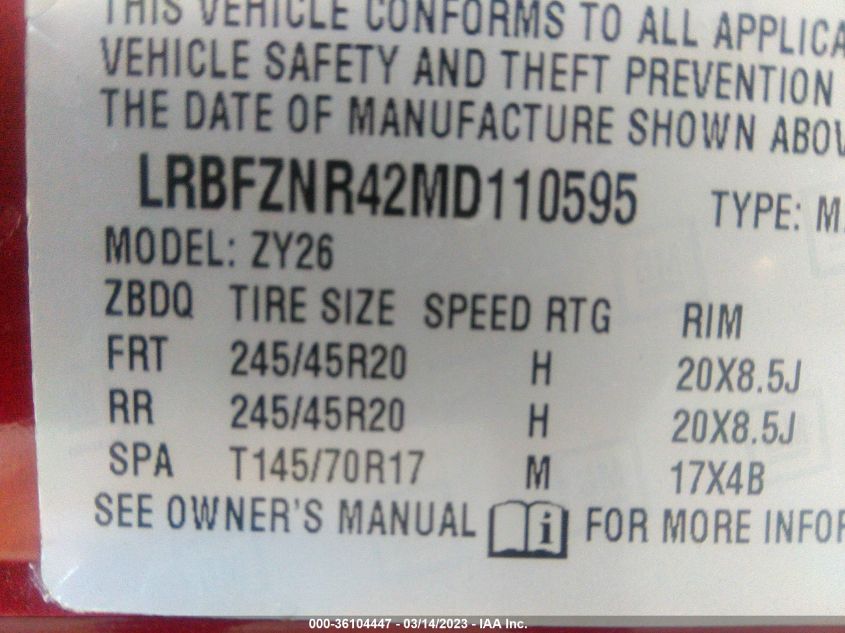 THIS VEHICLE CONFORMS TO ALL APPLICA
VEHICLE SAFETY AND THEFT PREVENTION
THE DATE OF MANUFACTURE SHOWN ABOV
LRBFZNR42MD110595 TYPE: M.
MODEL: ZY26
ZBDQ TIRE SIZE SPEED RTG RIM
FRT 245/45R20 H 20X8.5J
RR 245/45R20 H 20X8.5J
SPA T145/70R17 M 17X4B
SEE OWNER'S MANUAL i FOR MORE INFOR
000-36104447 - 03/14/2023 - IAA Inc.